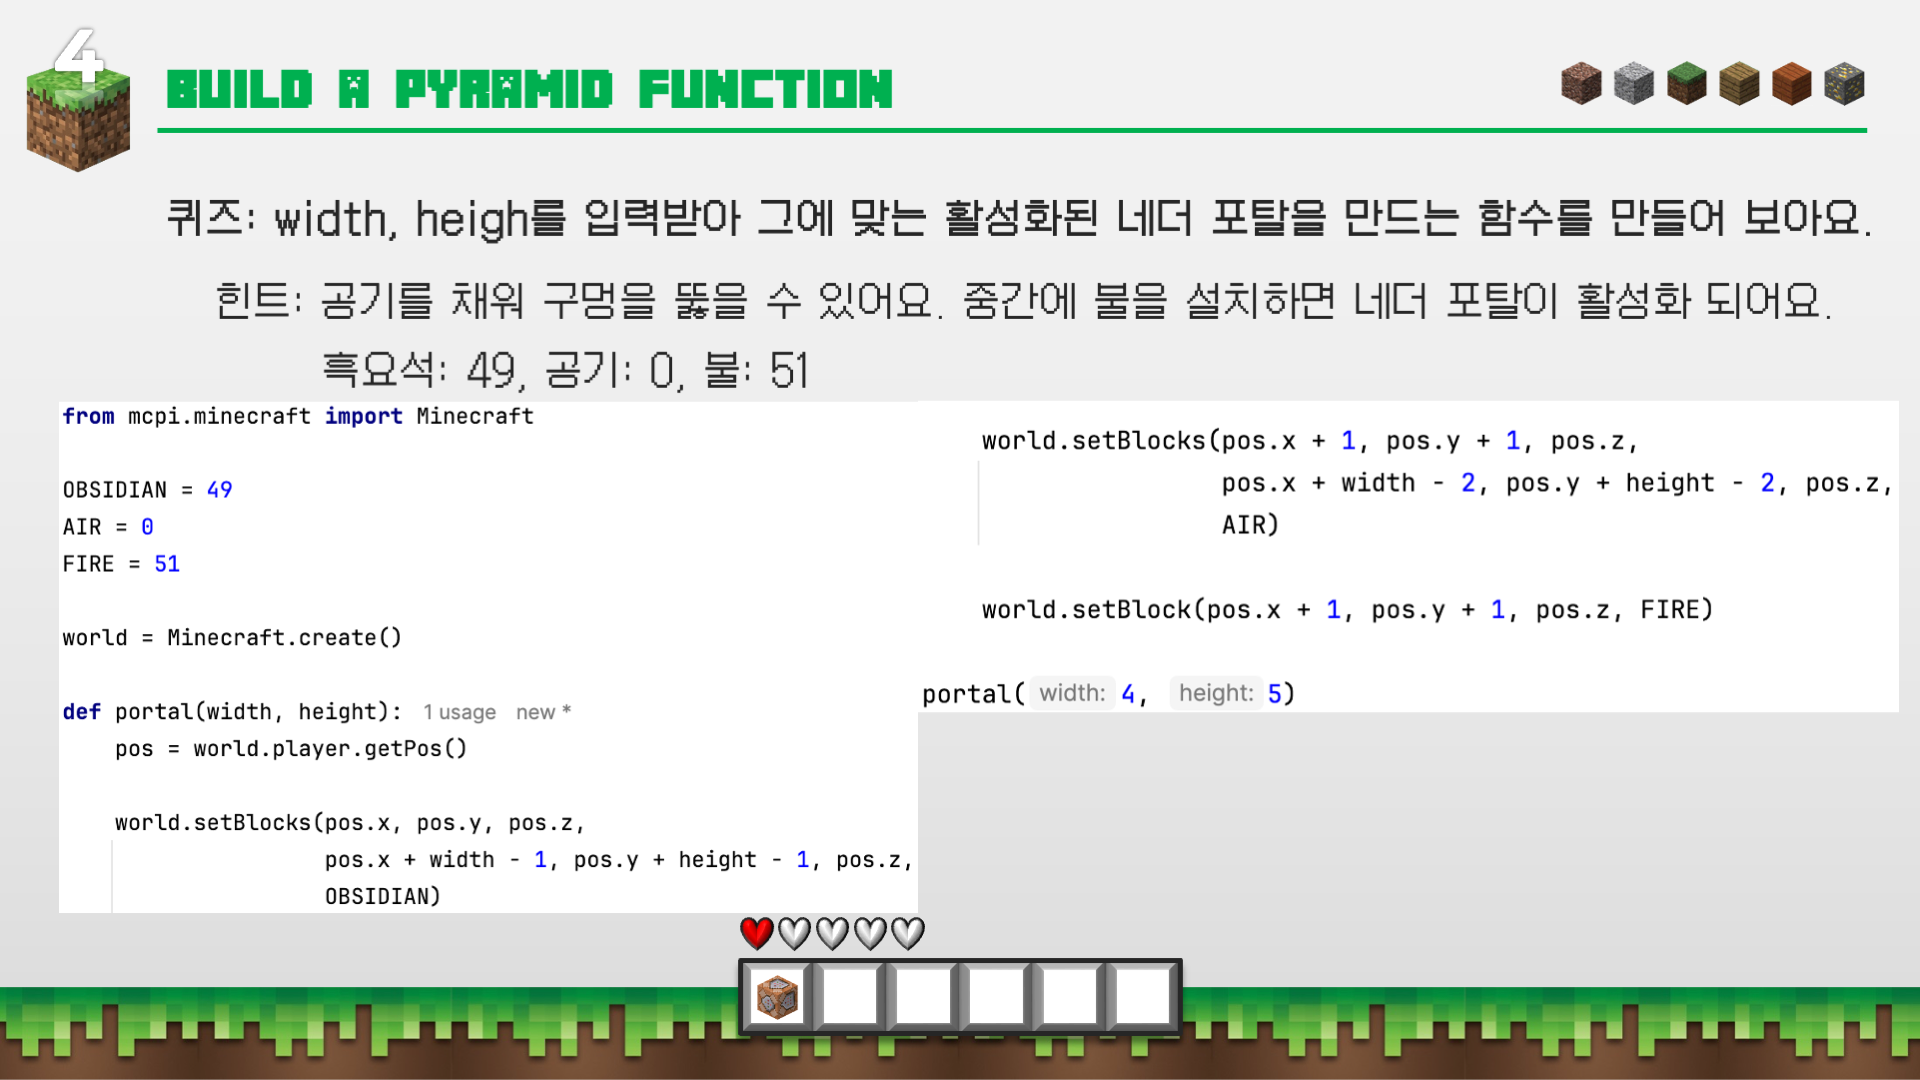 4
BUILD A PYRAMID FUNCTION
퀴즈: width, heigh를 입력받아 그에 맞는 활성화된 네더 포탈을 만드는 함수를 만들어 보아요.
힌트: 공기를 채워 구멍을 뚫을 수 있어요. 중간에 불을 설치하면 네더 포탈이 활성화 되어요.
흑요석: 49, 공기: 0, 불: 51
from mcpi.minecraft import Minecraft
OBSIDIAN = 49
AIR = 0
FIRE = 51
world = Minecraft.create()
def portal(width, height): 1 usage new *
pos = world.player.getPos()
world.setBlocks(pos.x, pos.y, pos.z,
pos.x + width - 1, pos.y + height - 1, pos.z,
OBSIDIAN)
world.setBlocks(pos.x + 1, pos.y + 1, pos.z,
pos.x + width - 2, pos.y + height - 2, pos.z,
AIR)
world.setBlock(pos.x + 1, pos.y + 1, pos.z, FIRE)
portal( width: 4, height: 5)